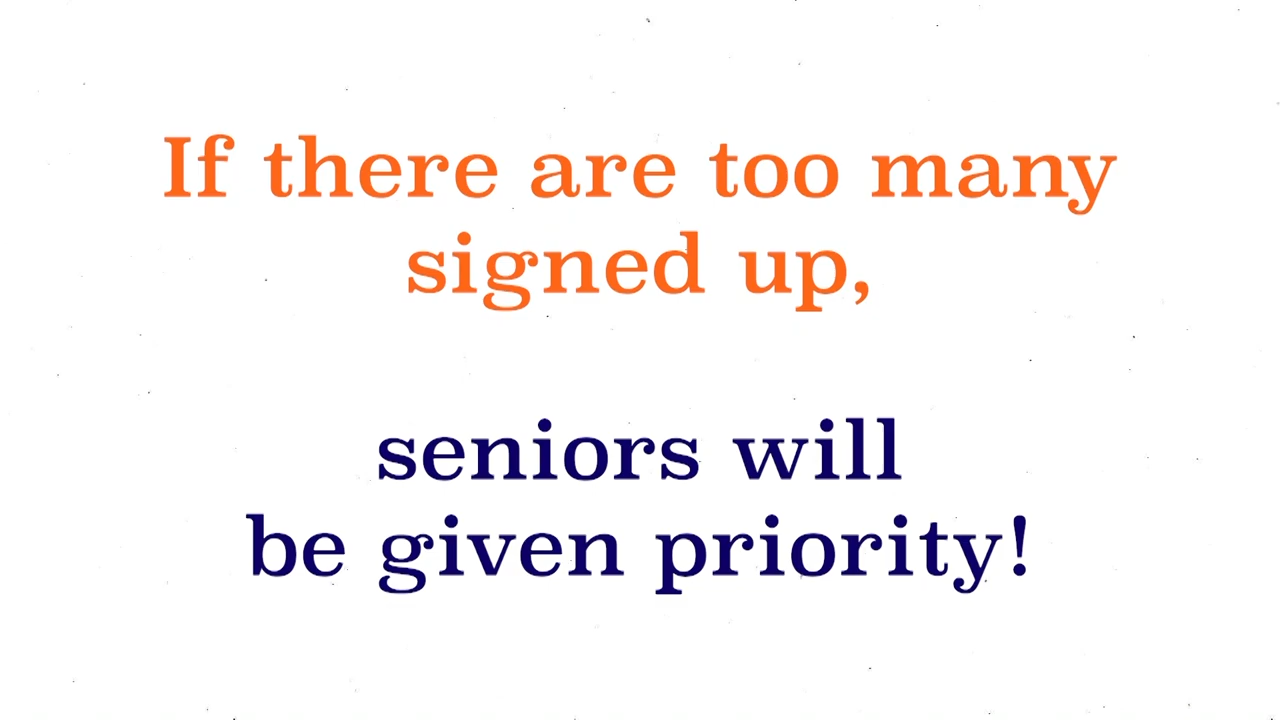 If there are too many
signed up,
seniors will
be given priority!